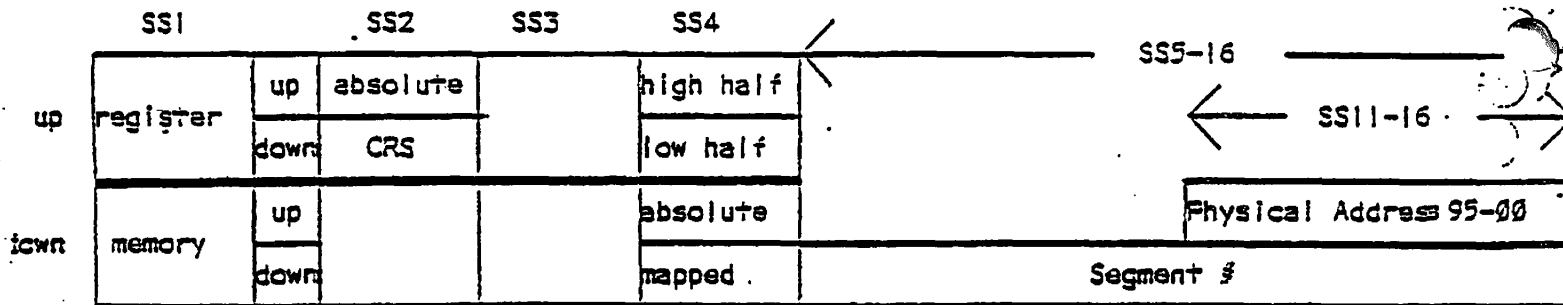 SS1 SS2 SS3 SS4
SS5-16
up absolute high half
up register SS11-16
down CRS low half
up absolute Physical Address 95-00
down memory
down mapped Segment #